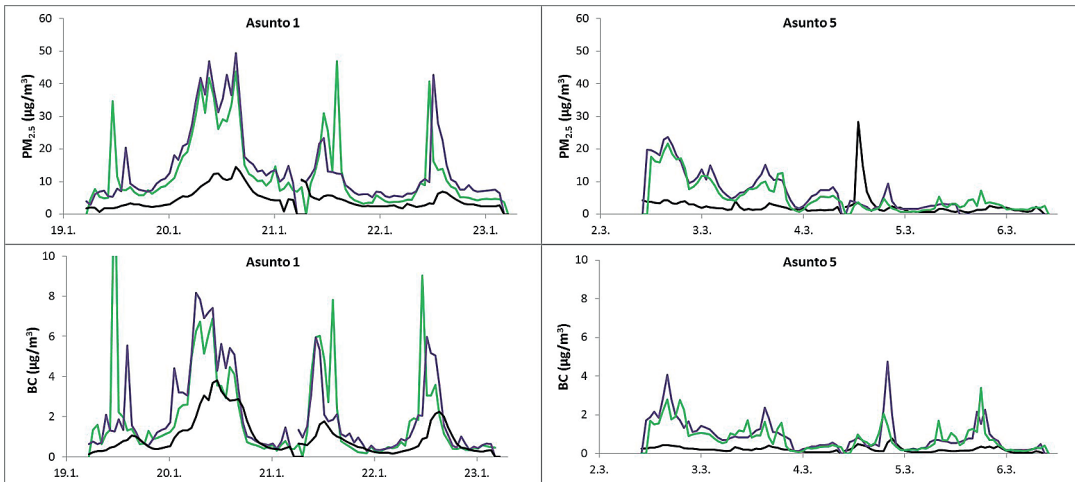 Asunto 1
PM2.5 (µg/m³)
60
50
40
30
20
10
0
19.1. 20.1. 21.1. 22.1. 23.1.
Asunto 5
PM2.5 (µg/m³)
60
50
40
30
20
10
0
2.3. 3.3. 4.3. 5.3. 6.3.
Asunto 1
BC (µg/m³)
10
8
6
4
2
0
19.1. 20.1. 21.1. 22.1. 23.1.
Asunto 5
BC (µg/m³)
10
8
6
4
2
0
2.3. 3.3. 4.3. 5.3. 6.3.